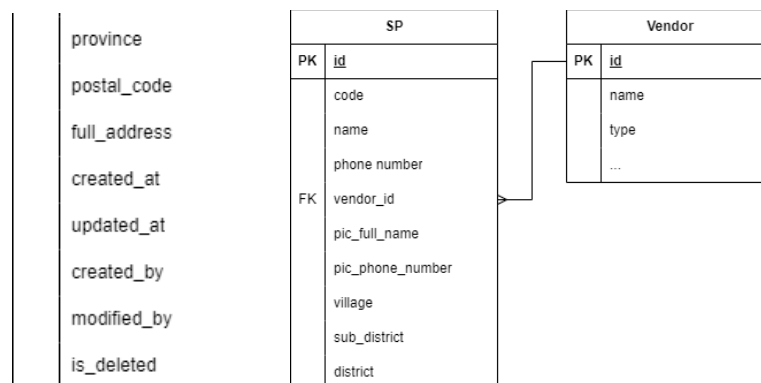 province
postal_code
full_address
created_at
updated_at
created_by
modified_by
is_deleted
SP
PK id
code
name
phone number
FK vendor_id
pic_full_name
pic_phone_number
village
sub_district
district
Vendor
PK id
name
type
...